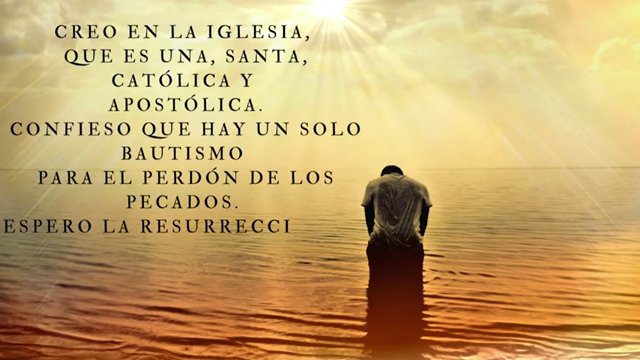 CREO EN LA IGLESIA,
QUE ES UNA, SANTA,
CATÓLICA Y
APOSTÓLICA.
CONFIESO QUE HAY UN SOLO
BAUTISMO
PARA EL PERDÓN DE LOS
PECADOS.
ESPERO LA RESURRECCI